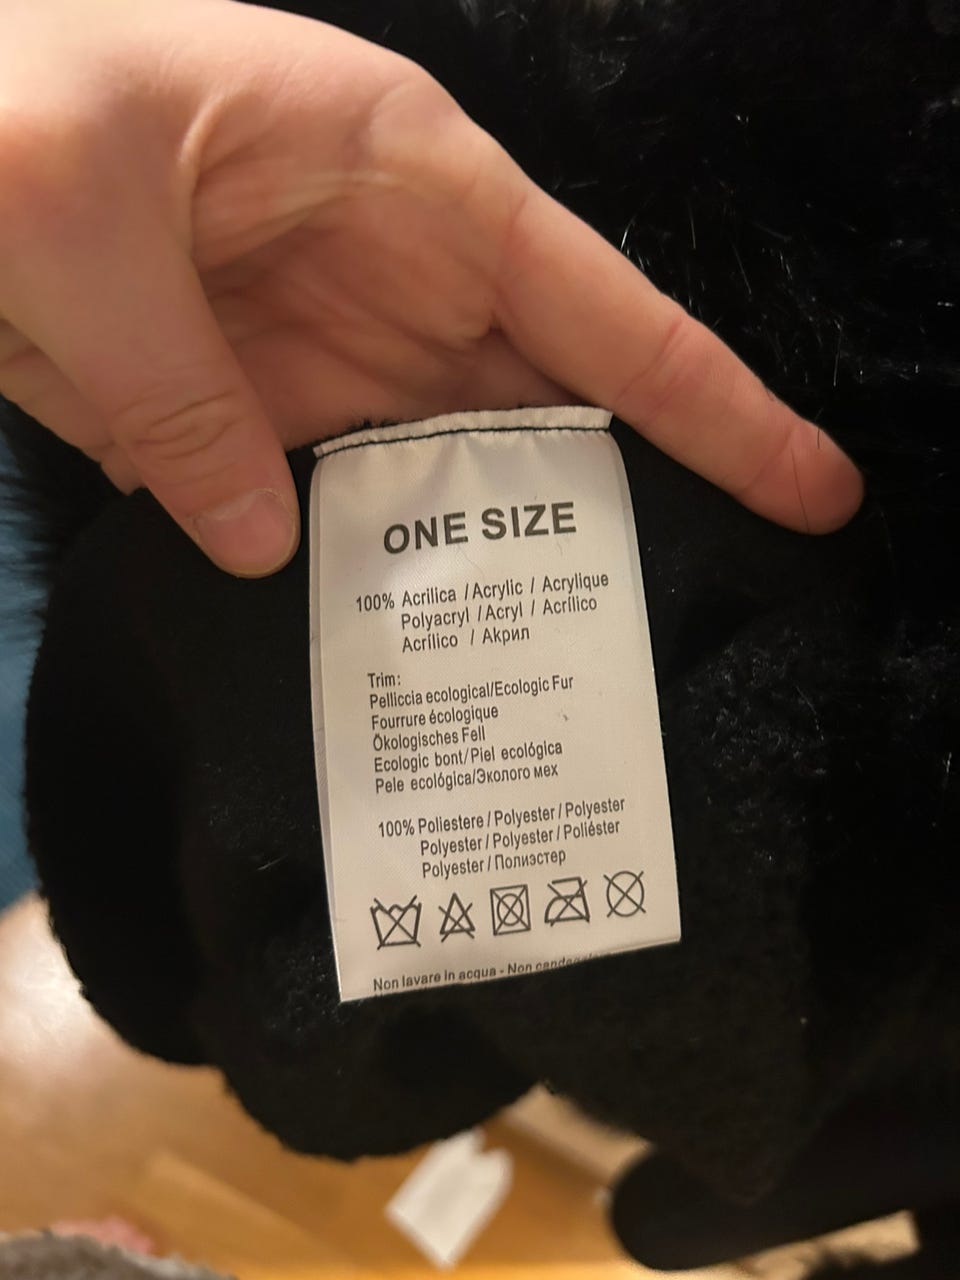 ONE SIZE
100% Acrilica / Acrylic / Acrylique
Polyacryl / Acryl / Acrílico
Acrílico / Акрил
Trim:
Pelliccia ecological/Ecologic Fur
Fourrure écologique
Ökologisches Fell
Ecologic bont/Piel ecológica
Pele ecológica/Эколого мех
100% Poliestere / Polyester / Polyester
Polyester / Polyester / Poliéster
Polyester / Полиэстер
Non lavare in acqua - Non